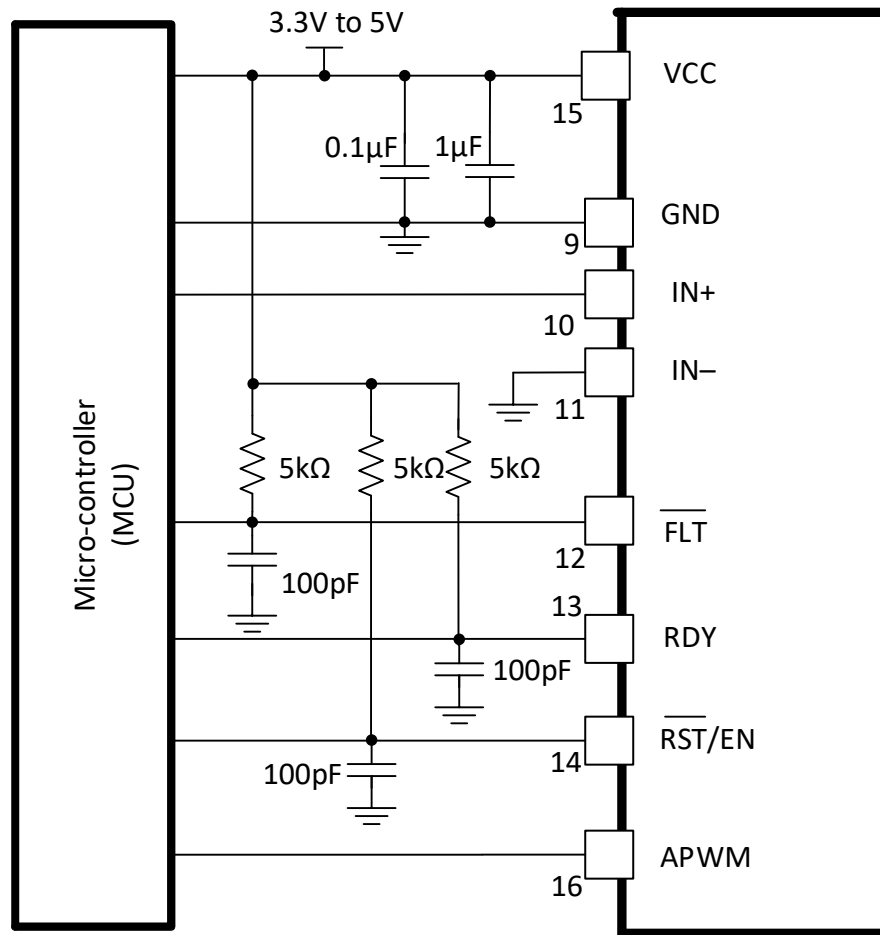 3.3V to 5V
VCC
15
0.1µF
1µF
GND
9
IN+
10
IN–
11
Micro-controller
(MCU)
5kΩ
5kΩ
5kΩ
FLT
12
100pF
13
RDY
100pF
RST/EN
14
100pF
APWM
16